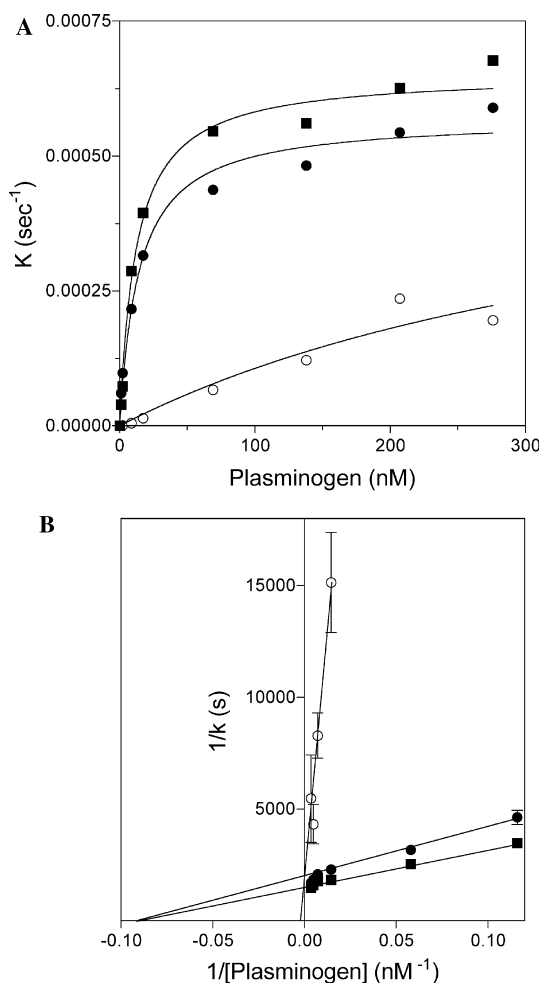 A
0.00075
0.00050
0.00025
0.00000
K (sec⁻¹)
0 100 200 300
Plasminogen (nM)
B
15000
10000
5000
1/k (s)
-0.10 -0.05 0.00 0.05 0.10
1/[Plasminogen] (nM⁻¹)